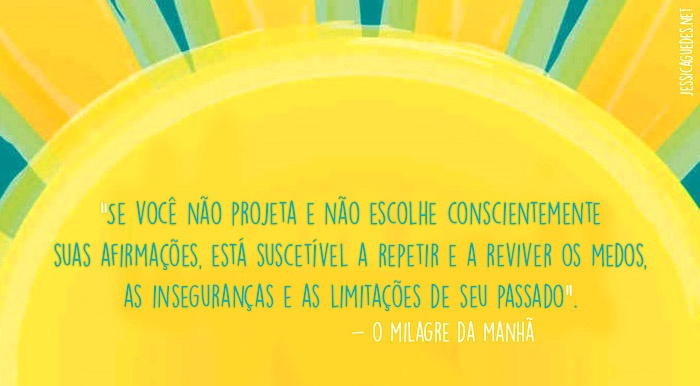 "SE VOCÊ NÃO PROJETA E NÃO ESCOLHE CONSCIENTEMENTE
SUAS AFIRMAÇÕES, ESTÁ SUSCETÍVEL A REPETIR E A REVIVER OS MEDOS,
AS INSEGURANÇAS E AS LIMITAÇÕES DE SEU PASSADO".
– O MILAGRE DA MANHÃ
JESSICAGUEDES.NET